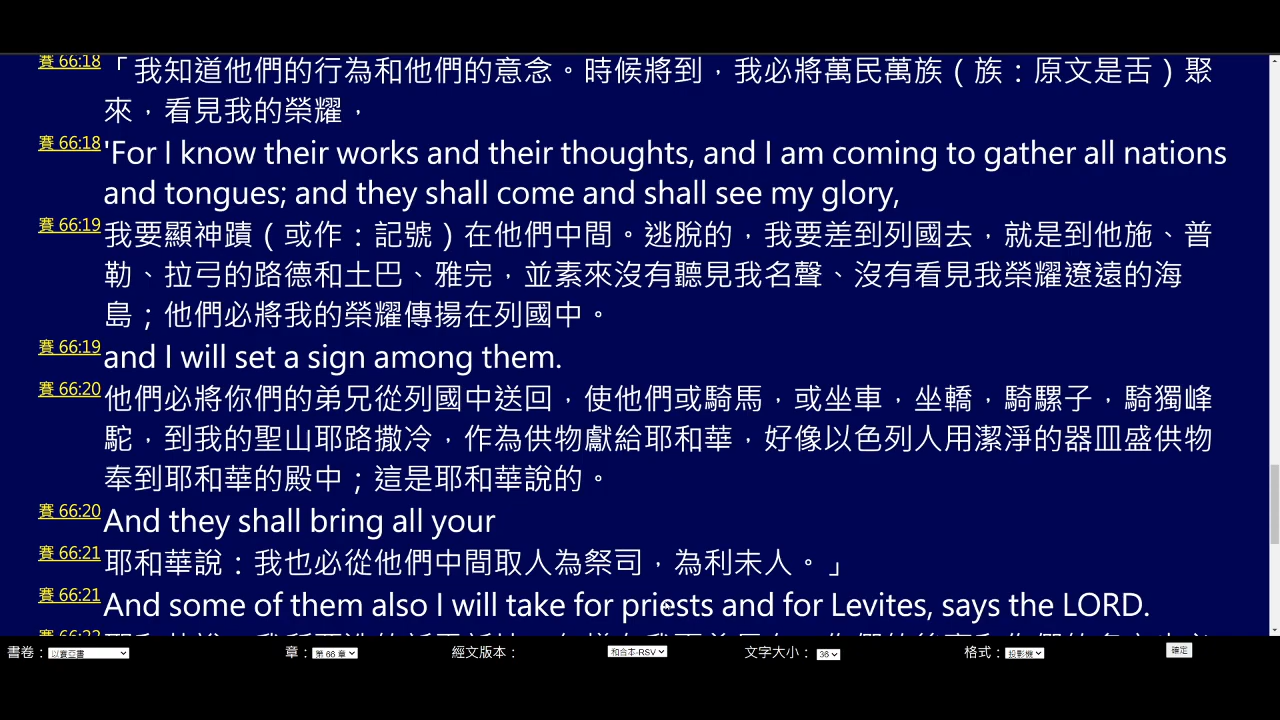 賽 66:18「我知道他們的行為和他們的意念。時候將到，我必將萬民萬族（族：原文是舌）聚
來，看見我的榮耀，
賽 66:18 'For I know their works and their thoughts, and I am coming to gather all nations
and tongues; and they shall come and shall see my glory,
賽 66:19 我要顯神蹟（或作：記號）在他們中間。逃脫的，我要差到列國去，就是到他施、普
勒、拉弓的路德和土巴、雅完，並素來沒有聽見我名聲、沒有看見我榮耀遼遠的海
島；他們必將我的榮耀傳揚在列國中。
賽 66:19 and I will set a sign among them.
賽 66:20 他們必將你們的弟兄從列國中送回，使他們或騎馬，或坐車，坐轎，騎騾子，騎獨峰
駝，到我的聖山耶路撒冷，作為供物獻給耶和華，好像以色列人用潔淨的器皿盛供物
奉到耶和華的殿中；這是耶和華說的。
賽 66:20 And they shall bring all your
賽 66:21 耶和華說：我也必從他們中間取人為祭司，為利未人。」
賽 66:21 And some of them also I will take for priests and for Levites, says the LORD.
書卷：以賽亞書 章：第 66 章 經文版本：和合本-RSV 文字大小：36 格式：投影機 確定